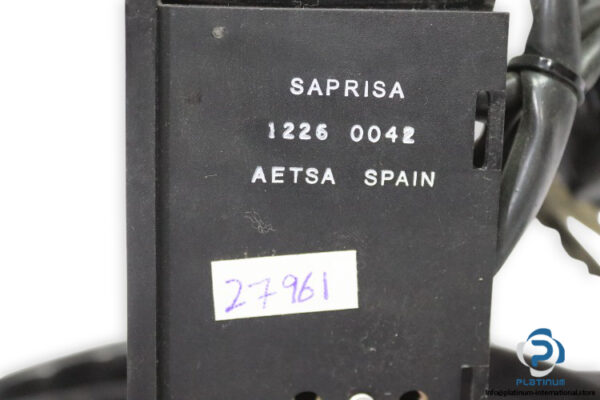 SAPRISA
1226 0042
AETSA SPAIN
27961
PLATINUM
info@platinum-international.store